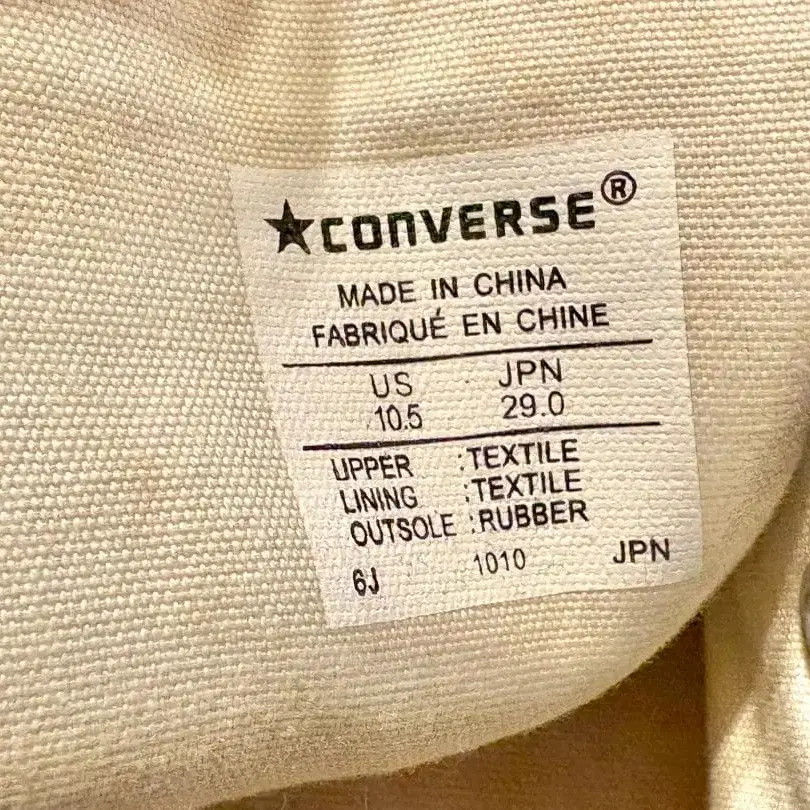 ★CONVERSE®
MADE IN CHINA
FABRIQUÉ EN CHINE
US JPN
10.5 29.0
UPPER :TEXTILE
LINING :TEXTILE
OUTSOLE :RUBBER
6J 1010 JPN